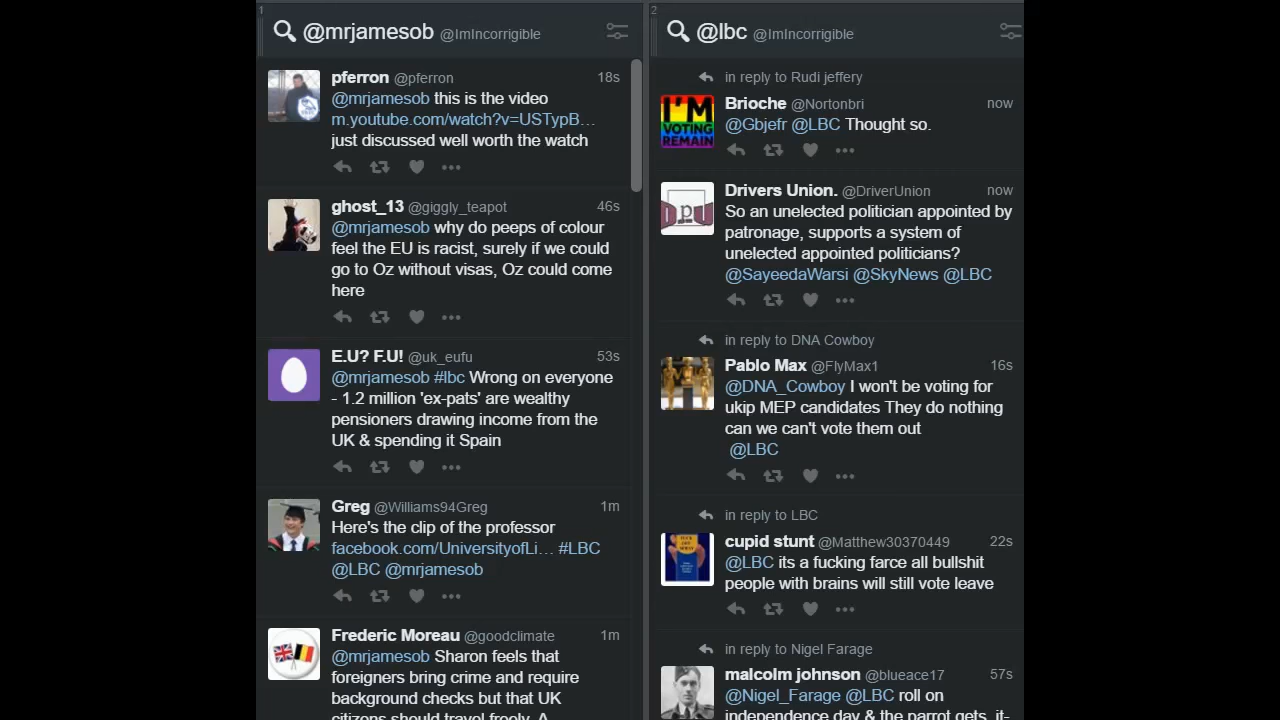 1
@mrjamesob @ImIncorrigible
pferron @pferron 18s
@mrjamesob this is the video
m.youtube.com/watch?v=USTypB…
just discussed well worth the watch
ghost_13 @giggly_teapot 46s
@mrjamesob why do peeps of colour
feel the EU is racist, surely if we could
go to Oz without visas, Oz could come
here
E.U? F.U! @uk_eufu 53s
@mrjamesob #lbc Wrong on everyone
- 1.2 million 'ex-pats' are wealthy
pensioners drawing income from the
UK & spending it Spain
Greg @Williams94Greg 1m
Here's the clip of the professor
facebook.com/UniversityofLi… #LBC
@LBC @mrjamesob
Frederic Moreau @goodclimate 1m
@mrjamesob Sharon feels that
foreigners bring crime and require
background checks but that UK
citizens should travel freely. A
2
@lbc @ImIncorrigible
in reply to Rudi jeffery
Brioche @Nortonbri now
I'M
VOTING
REMAIN
@Gbjefr @LBC Thought so.
Drivers Union. @DriverUnion now
So an unelected politician appointed by
patronage, supports a system of
unelected appointed politicians?
@SayeedaWarsi @SkyNews @LBC
in reply to DNA Cowboy
Pablo Max @FlyMax1 16s
@DNA_Cowboy I won't be voting for
ukip MEP candidates They do nothing
can we can't vote them out
@LBC
in reply to LBC
cupid stunt @Matthew30370449 22s
@LBC its a fucking farce all bullshit
people with brains will still vote leave
in reply to Nigel Farage
malcolm johnson @blueace17 57s
@Nigel_Farage @LBC roll on
independence day & the parrot gets, it-